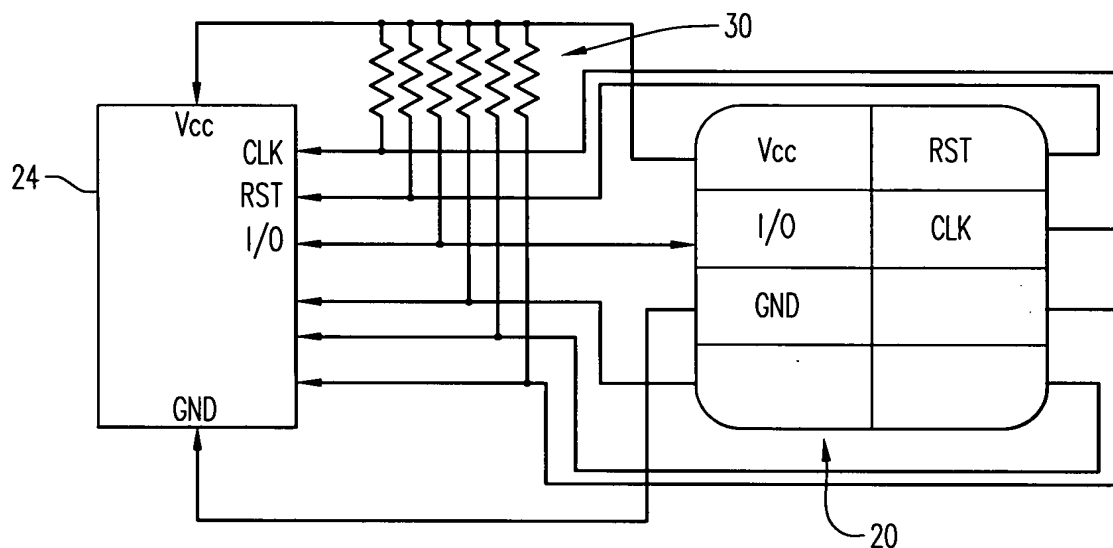 30
Vcc
CLK
RST
I/O
GND
24
Vcc
RST
I/O
CLK
GND
20